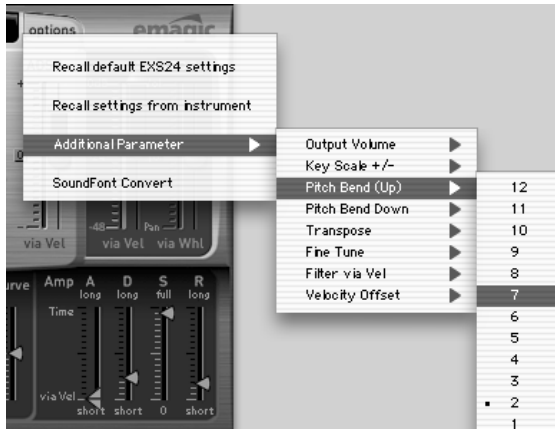 options
emagic
Recall default EXS24 settings
Recall settings from instrument
Additional Parameter
SoundFont Convert
Output Volume
Key Scale +/-
Pitch Bend (Up)
Pitch Bend Down
Transpose
Fine Tune
Filter via Vel
Velocity Offset
12
11
10
9
8
7
6
5
4
3
2
1
-48
Pan
via Vel
via Vel
via Whl
Amp A D S R
long long full long
Time
via Vel
short short 0 short